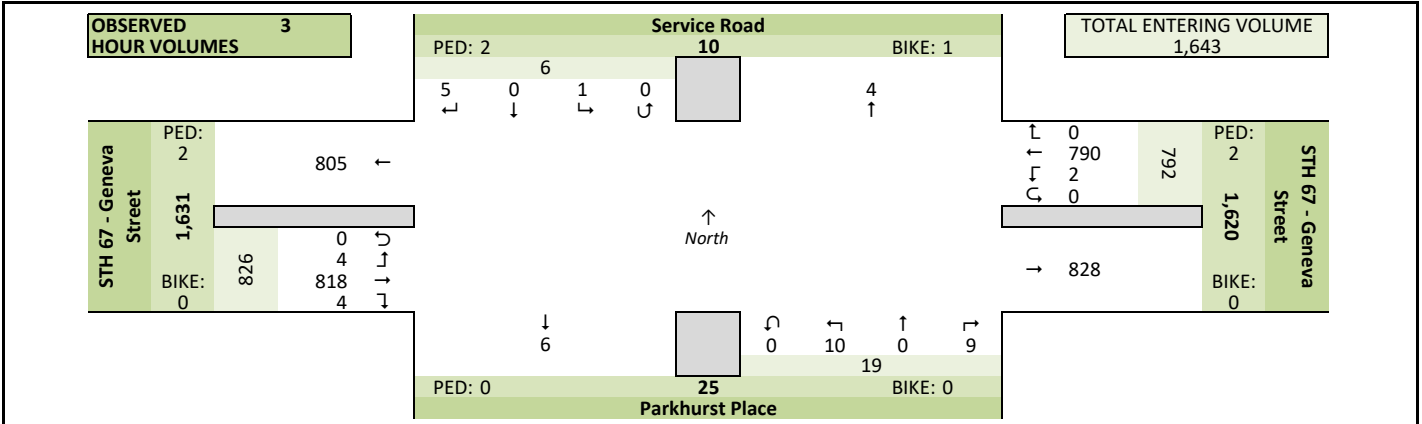 OBSERVED 3
HOUR VOLUMES
Service Road
PED: 2 10 BIKE: 1
TOTAL ENTERING VOLUME
1,643
6
5 0 1 0
↵ ↓ ↳ ↺
4
↑
STH 67 - Geneva
Street
PED:
2
1,631
BIKE:
0
805 ←
826
0
4
818 →
4
↑
North
0
← 790
2
0
792
→ 828
PED:
2
1,620
BIKE:
0
STH 67 - Geneva
Street
↓
6
↑
0 10 0 9
19
PED: 0 25 BIKE: 0
Parkhurst Place